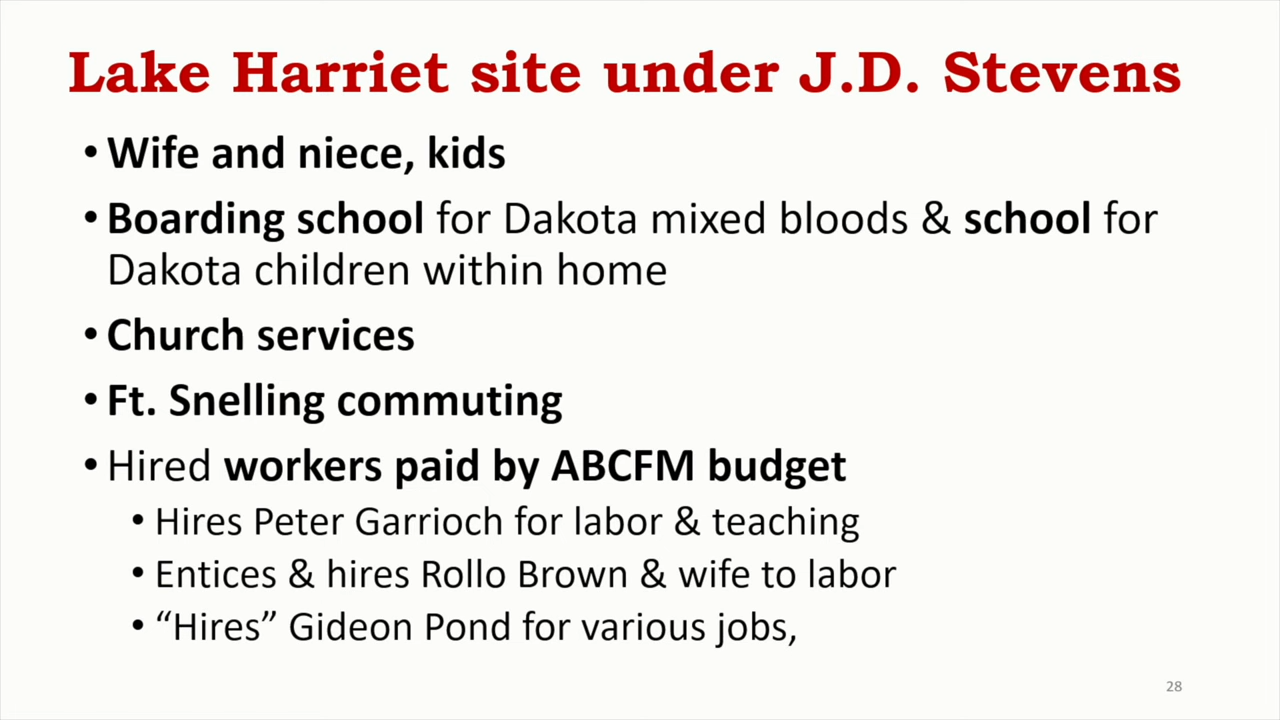 Lake Harriet site under J.D. Stevens
• Wife and niece, kids
• Boarding school for Dakota mixed bloods & school for
Dakota children within home
• Church services
• Ft. Snelling commuting
• Hired workers paid by ABCFM budget
• Hires Peter Garrioch for labor & teaching
• Entices & hires Rollo Brown & wife to labor
• “Hires” Gideon Pond for various jobs,
28